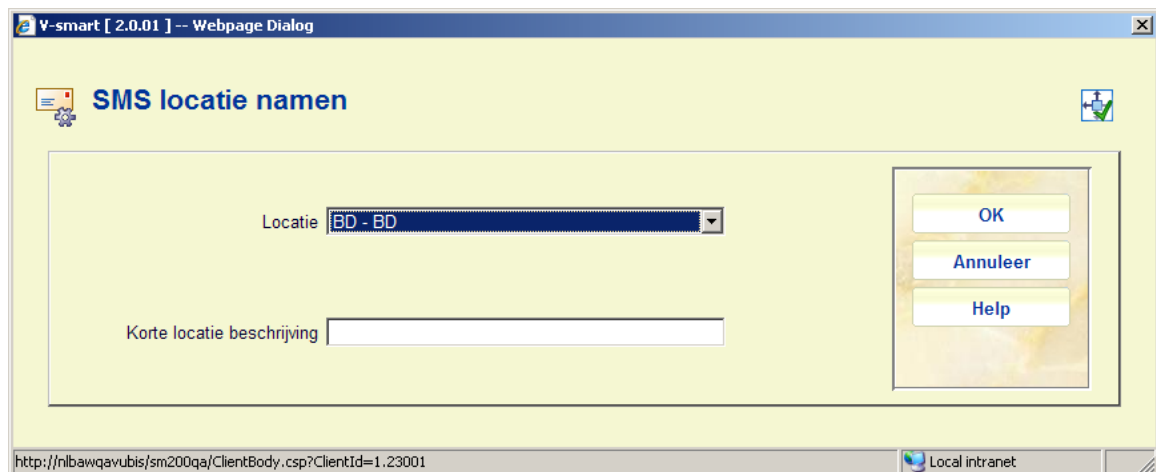 V-smart [ 2.0.01 ] -- Webpage Dialog
SMS locatie namen
Locatie BD - BD
OK
Annuleer
Help
Korte locatie beschrijving
http://nlbawqavubis/sm200qa/ClientBody.csp?ClientId=1.23001
Local intranet